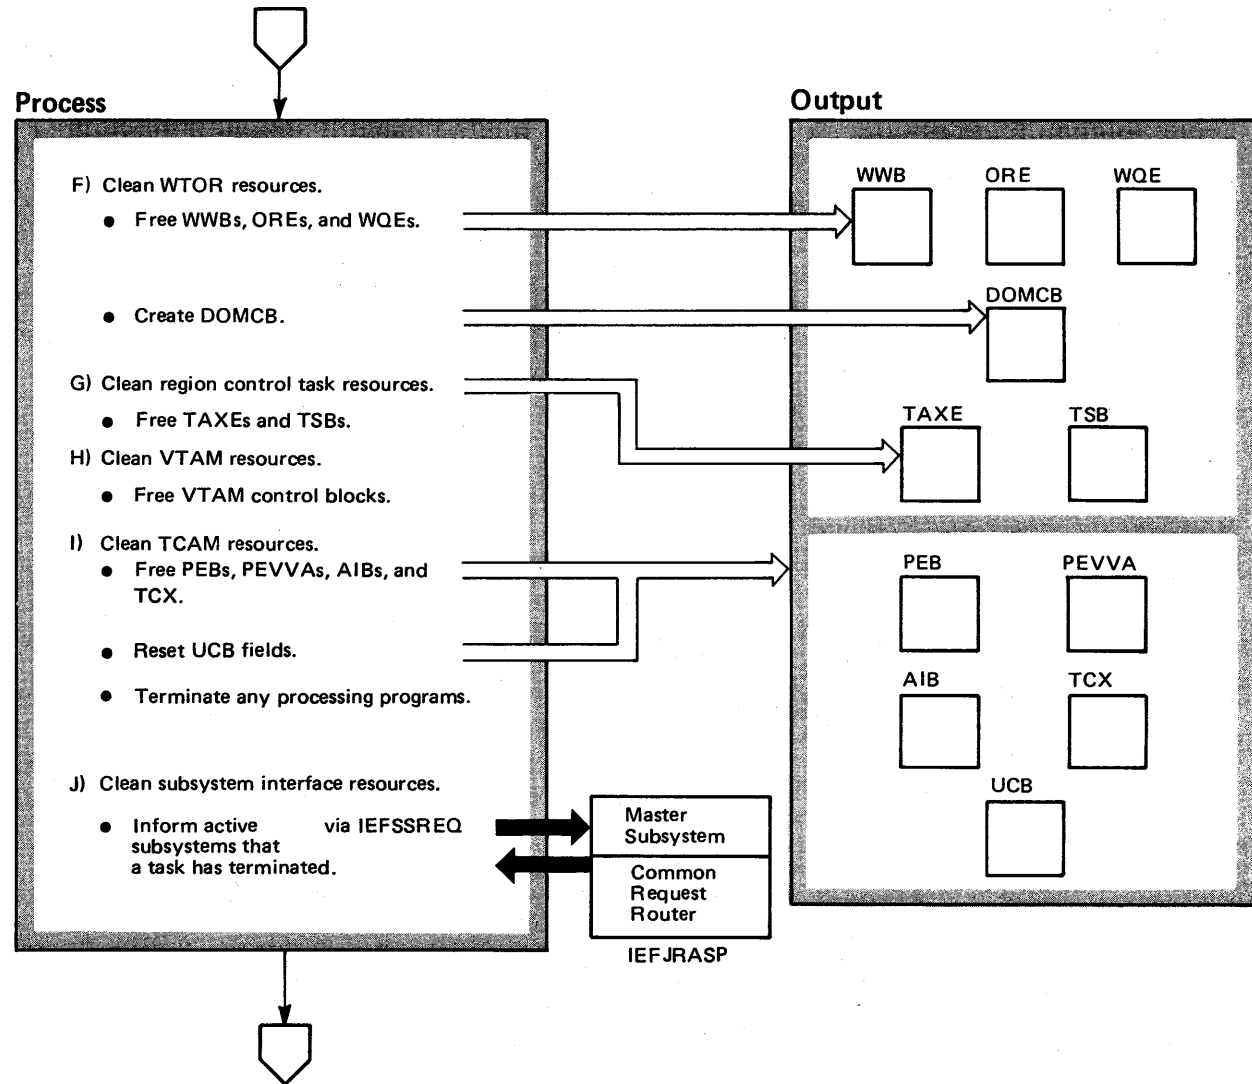 Process
F) Clean WTOR resources.
● Free WWBs, OREs, and WQEs.
● Create DOMCB.
G) Clean region control task resources.
● Free TAXEs and TSBs.
H) Clean VTAM resources.
● Free VTAM control blocks.
I) Clean TCAM resources.
● Free PEBs, PEVVAs, AIBs, and
TCX.
● Reset UCB fields.
● Terminate any processing programs.
J) Clean subsystem interface resources.
● Inform active via IEFSSREQ
subsystems that
a task has terminated.
Master
Subsystem
Common
Request
Router
IEFJRASP
Output
WWB ORE WQE
DOMCB
TAXE TSB
PEB PEVVA
AIB TCX
UCB